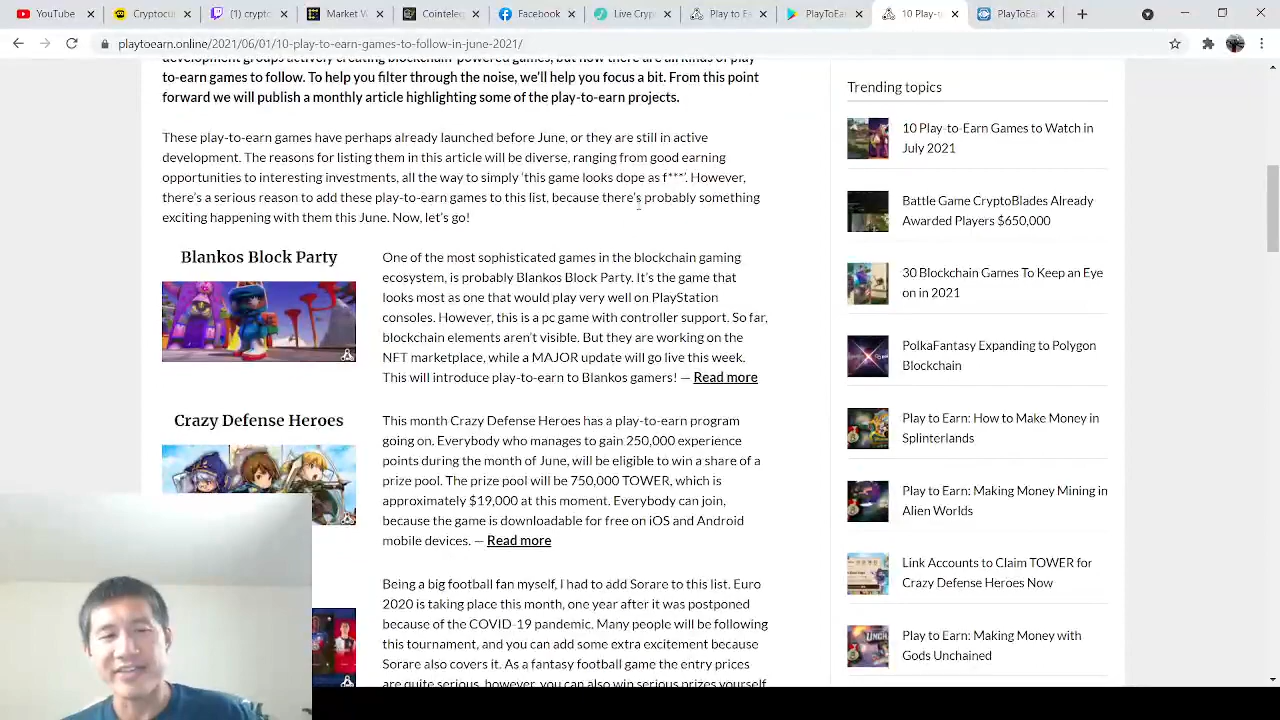 YouTube
Cryptocu
(1) crypto
Market V
Cointele
Facebook
Live Cryp
Play to E
PlayToEa
10 Play-to
PlaytoEa
playtoearn.online/2021/06/01/10-play-to-earn-games-to-follow-in-june-2021/
development groups actively creating blockchain-powered games, but now there are all kinds of play-
to-earn games to follow. To help you filter through the noise, we'll help you focus a bit. From this point
forward we will publish a monthly article highlighting some of the play-to-earn projects.
These play-to-earn games have perhaps already launched before June, or they are still in active
development. The reasons for listing them in this article will be diverse, ranging from good earning
opportunities to interesting investments, all the way to simply 'this game looks dope as f***'. However,
there's a serious reason to add these play-to-earn games to this list, because there's probably something
exciting happening with them this June. Now, let's go!
Blankos Block Party
One of the most sophisticated games in the blockchain gaming
ecosystem, is probably Blankos Block Party. It's the game that
looks most as one that would play very well on PlayStation
consoles. However, this is a pc game with controller support. So far,
blockchain elements aren't visible. But they are working on the
NFT marketplace, while a MAJOR update will go live this week.
This will introduce play-to-earn to Blankos gamers! — Read more
Crazy Defense Heroes
This month Crazy Defense Heroes has a play-to-earn program
going on. Everybody who manages to gain 250,000 experience
points during the month of June, will be eligible to win a share of a
prize pool. The prize pool will be 750,000 TOWER, which is
approximately $19,000 at this moment. Everybody can join,
because the game is downloadable for free on iOS and Android
mobile devices. — Read more
Being a big football fan myself, I had to add Sorare to this list. Euro
2020 is taking place this month, one year after it was postponed
because of the COVID-19 pandemic. Many people will be following
this tournament, and you can add some extra excitement because
Sorare also covers it. As a fantasy football game the entry prices
are quite serious, however, you can also win serious prizes yourself
Trending topics
10 Play-to-Earn Games to Watch in
July 2021
Battle Game CryptoBlades Already
Awarded Players $650,000
30 Blockchain Games To Keep an Eye
on in 2021
PolkaFantasy Expanding to Polygon
Blockchain
Play to Earn: How to Make Money in
Splinterlands
Play to Earn: Making Money Mining in
Alien Worlds
Link Accounts to Claim TOWER for
Crazy Defense Heroes Now
Play to Earn: Making Money with
Gods Unchained